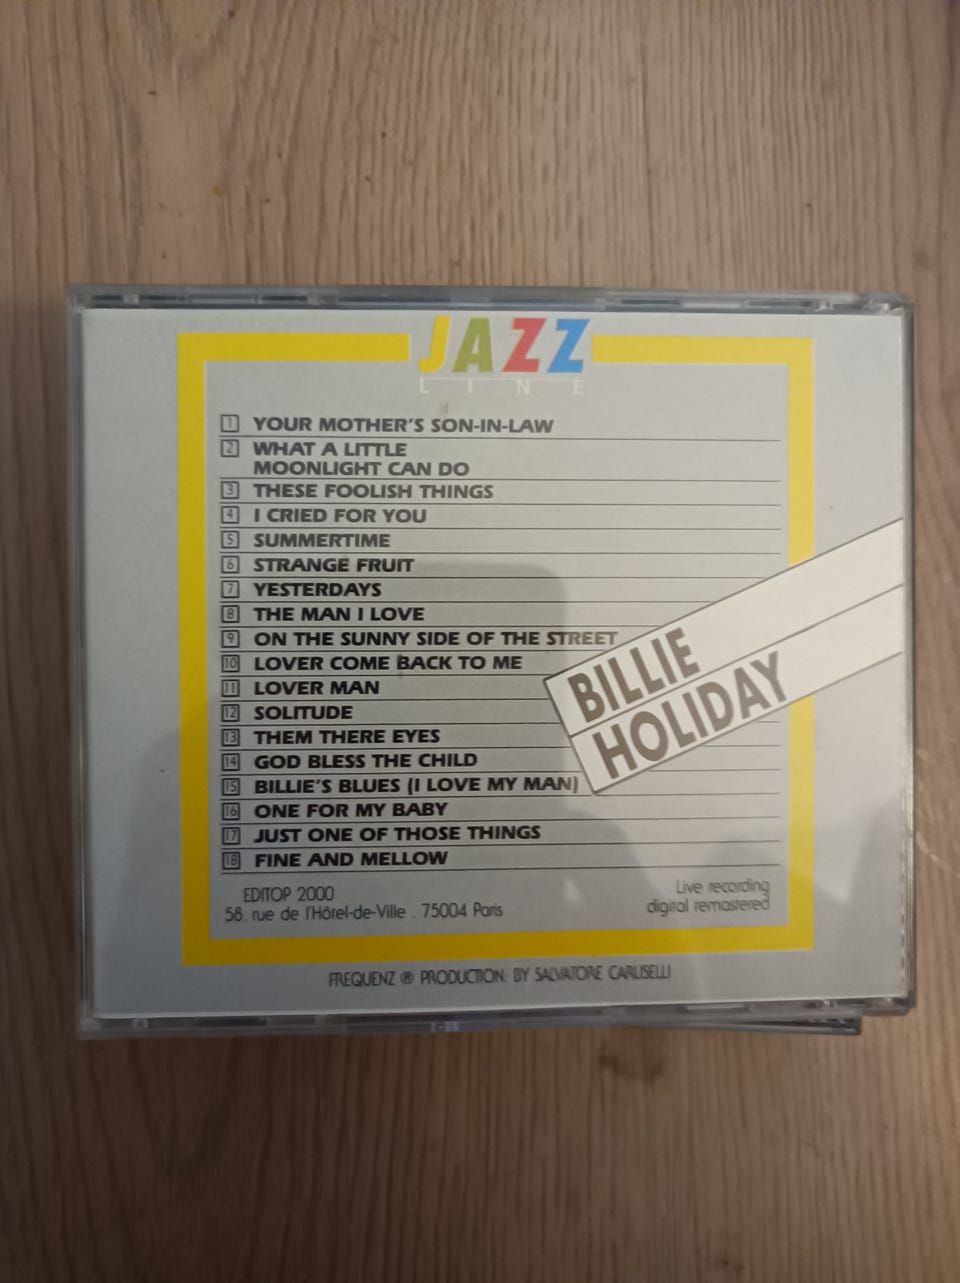 JAZZ
LINE
1 YOUR MOTHER'S SON-IN-LAW
2 WHAT A LITTLE
MOONLIGHT CAN DO
3 THESE FOOLISH THINGS
4 I CRIED FOR YOU
5 SUMMERTIME
6 STRANGE FRUIT
7 YESTERDAYS
8 THE MAN I LOVE
9 ON THE SUNNY SIDE OF THE STREET
10 LOVER COME BACK TO ME
11 LOVER MAN
12 SOLITUDE
13 THEM THERE EYES
14 GOD BLESS THE CHILD
15 BILLIE'S BLUES (I LOVE MY MAN)
16 ONE FOR MY BABY
17 JUST ONE OF THOSE THINGS
18 FINE AND MELLOW
BILLIE
HOLIDAY
EDITOP 2000
58, rue de l'Hôtel-de-Ville . 75004 Paris
Live recording
digital remastered
FREQUENZ ® PRODUCTION: BY SALVATORE CARUSELLI